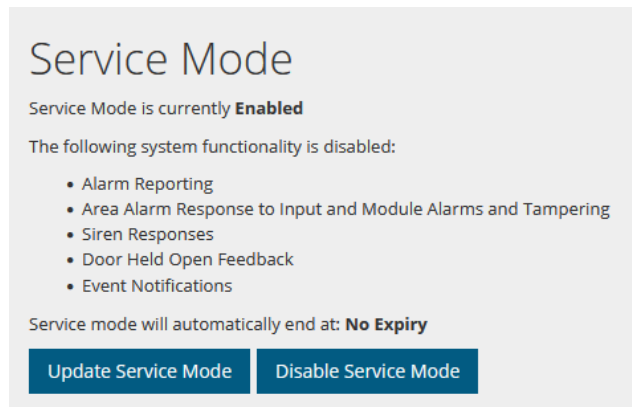 Service Mode
Service Mode is currently Enabled
The following system functionality is disabled:
• Alarm Reporting
• Area Alarm Response to Input and Module Alarms and Tampering
• Siren Responses
• Door Held Open Feedback
• Event Notifications
Service mode will automatically end at: No Expiry
Update Service Mode Disable Service Mode